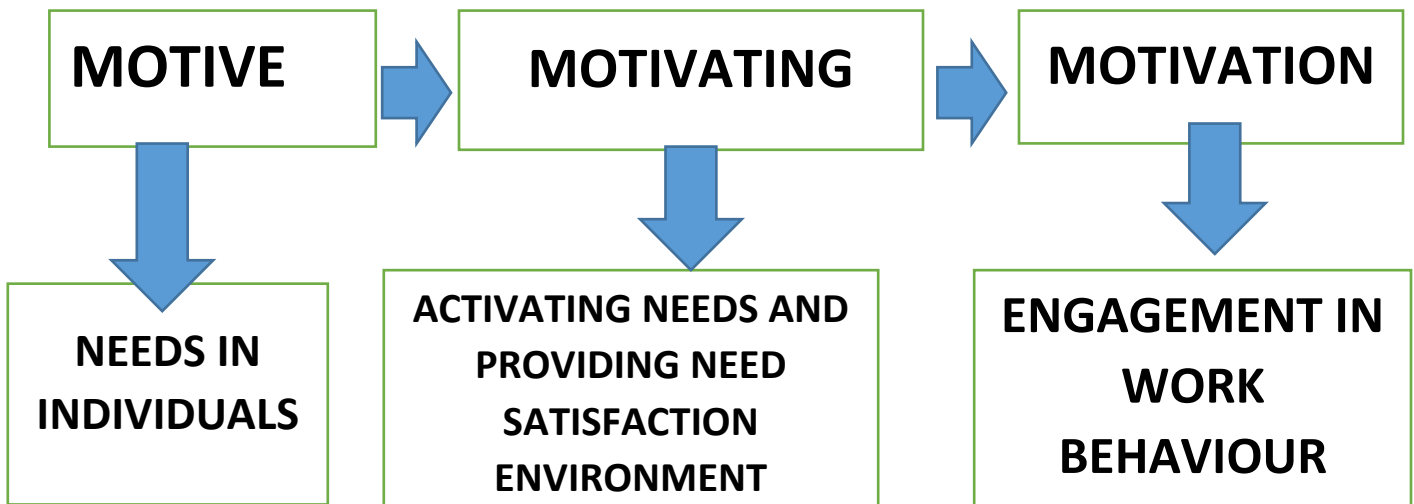 MOTIVE
MOTIVATING
MOTIVATION
NEEDS IN
INDIVIDUALS
ACTIVATING NEEDS AND
PROVIDING NEED
SATISFACTION
ENVIRONMENT
ENGAGEMENT IN
WORK
BEHAVIOUR